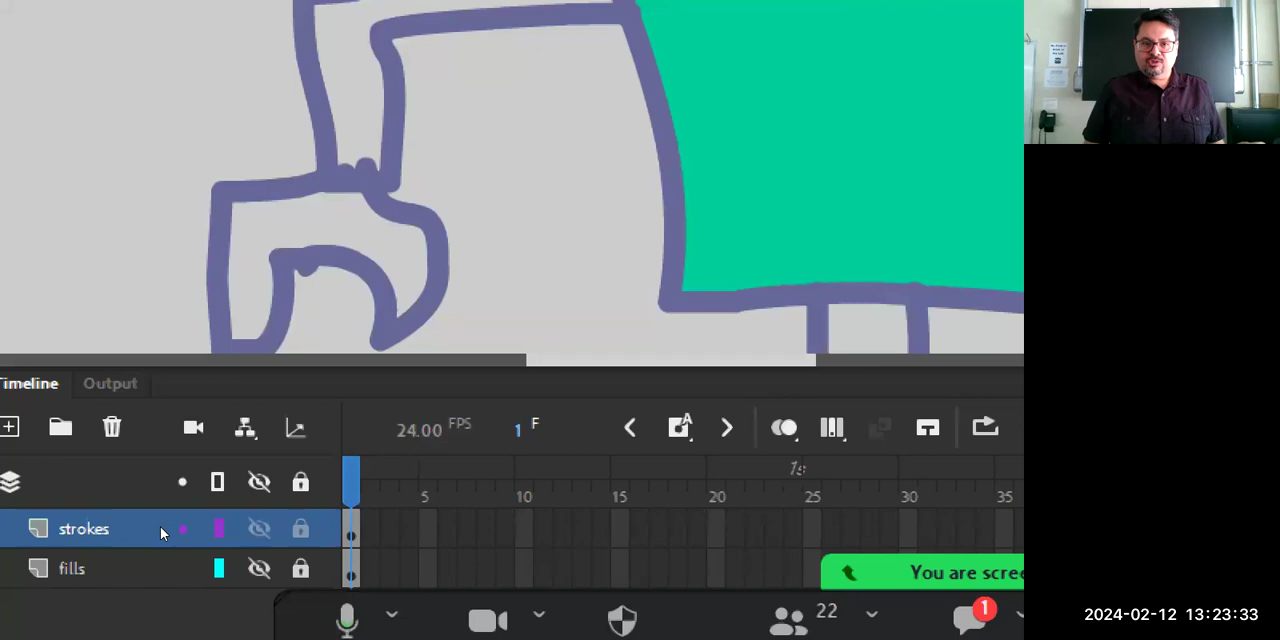 Timeline
Output
24.00 FPS
1 F
1s
5 10 15 20 25 30 35
strokes
fills
You are scree
22
1
2024-02-12 13:23:33